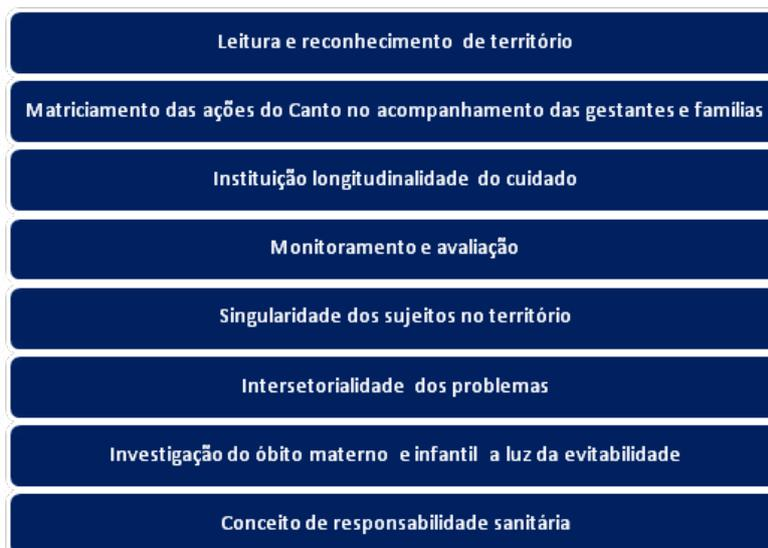 Leitura e reconhecimento de território
Matriciamento das ações do Canto no acompanhamento das gestantes e famílias
Instituição longitudinalidade do cuidado
Monitoramento e avaliação
Singularidade dos sujeitos no território
Intersetorialidade dos problemas
Investigação do óbito materno e infantil a luz da evitabilidade
Conceito de responsabilidade sanitária